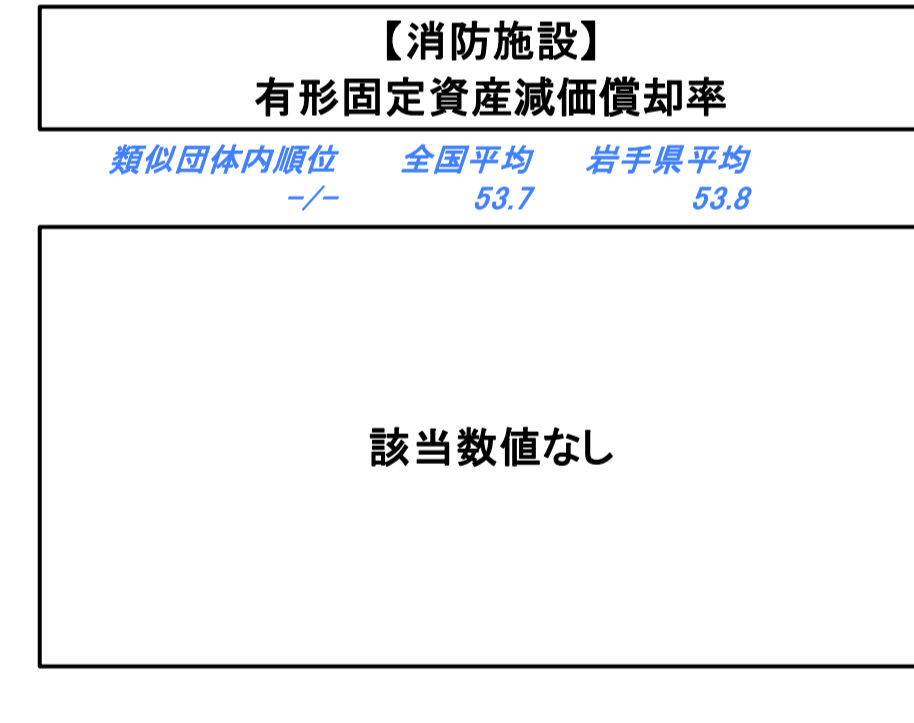 【消防施設】
有形固定資産減価償却率
類似団体内順位 全国平均 岩手県平均
-/- 53.7 53.8
該当数値なし